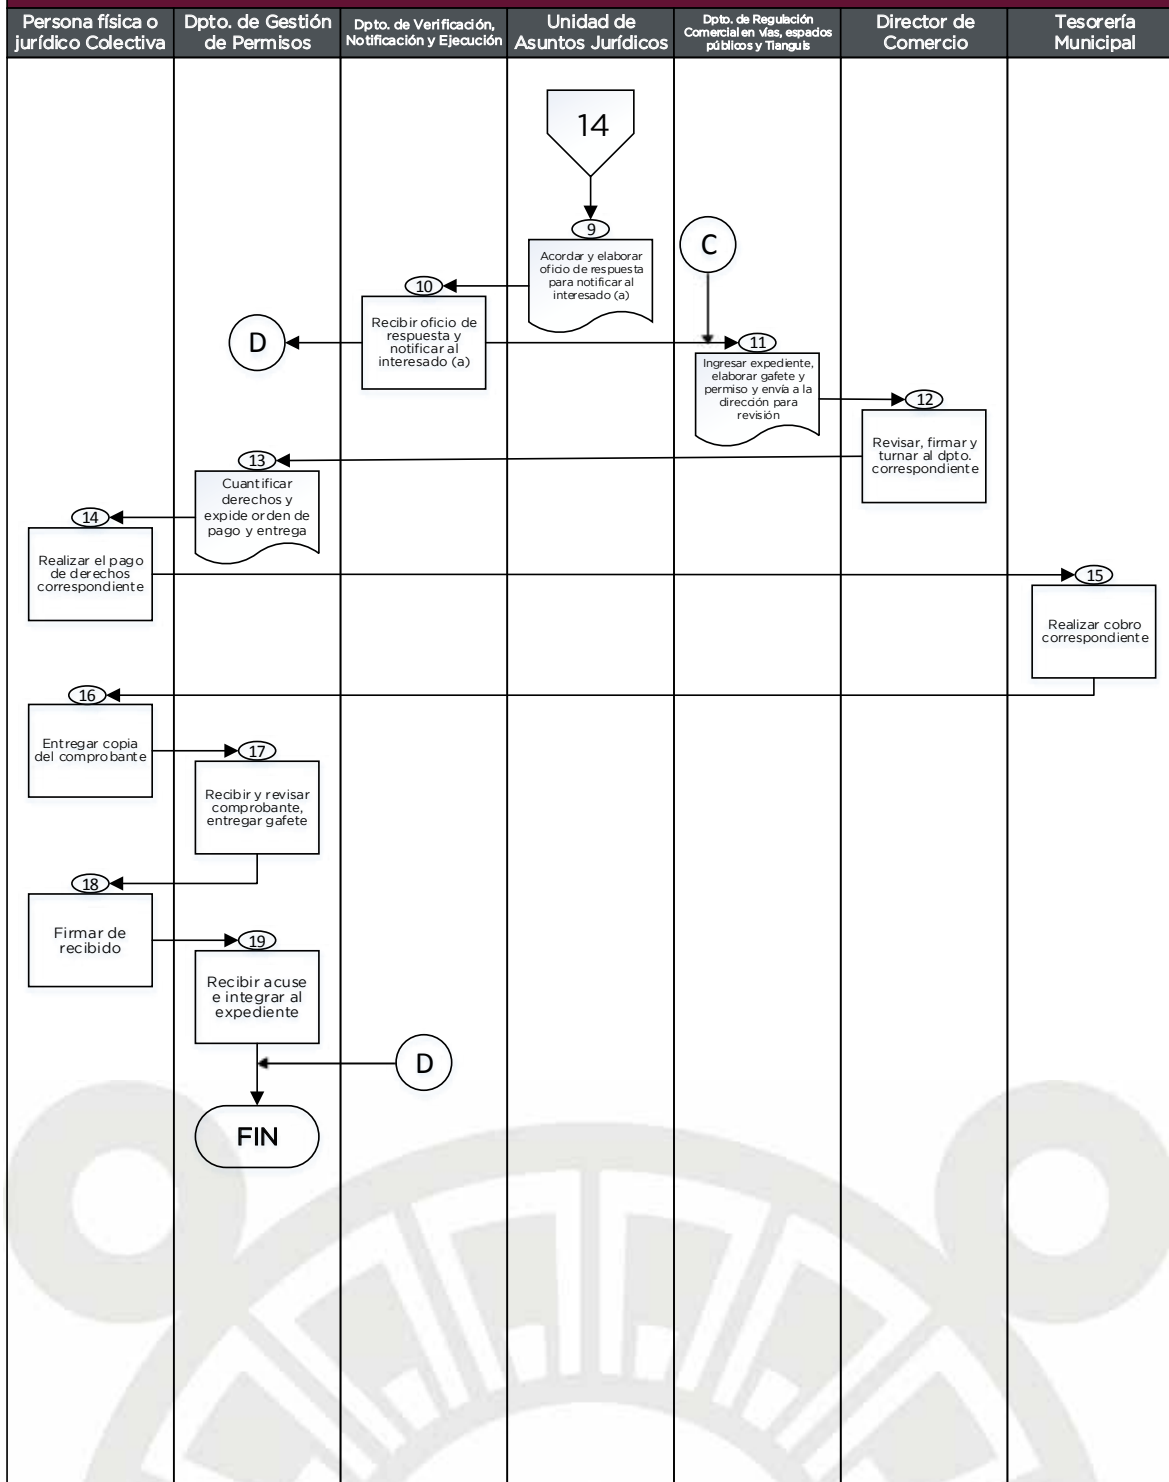 Persona física o
jurídico Colectiva
Dpto. de Gestión
de Permisos
Dpto. de Verificación,
Notificación y Ejecución
Unidad de
Asuntos Jurídicos
Dpto. de Regulación
Comercial en vías, espados
públicos y Tianguis
Director de
Comercio
Tesorería
Municipal
14
9
Acordar y elaborar
oficio de respuesta
para notificar al
interesado (a)
C
10
Recibir oficio de
respuesta y
notificar al
interesado (a)
D
11
Ingresar expediente,
elaborar gafete y
permiso y envía a la
dirección para
revisión
12
Revisar, firmar y
turnar al dpto.
correspondiente
13
Cuantificar
derechos y
expide orden de
pago y entrega
14
Realizar el pago
de derechos
correspondiente
15
Realizar cobro
correspondiente
16
Entregar copia
del comprobante
17
Recibir y revisar
comprobante,
entregar gafete
18
Firmar de
recibido
19
Recibir acuse
e integrar al
expediente
D
FIN